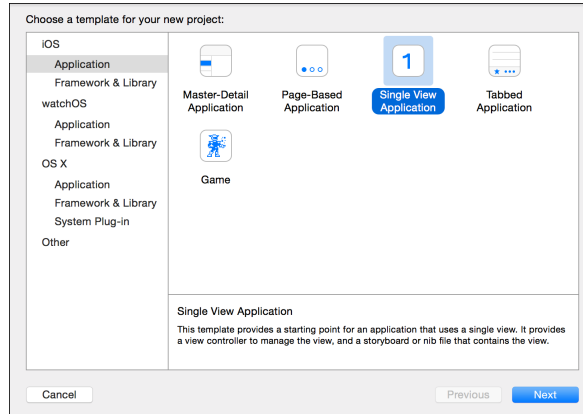 Choose a template for your new project:
iOS
Application
Framework & Library
watchOS
Application
Framework & Library
OS X
Application
Framework & Library
System Plug-in
Other
1
Master-Detail
Application
Page-Based
Application
Single View
Application
Tabbed
Application
Game
Single View Application
This template provides a starting point for an application that uses a single view. It provides
a view controller to manage the view, and a storyboard or nib file that contains the view.
Cancel
Previous
Next